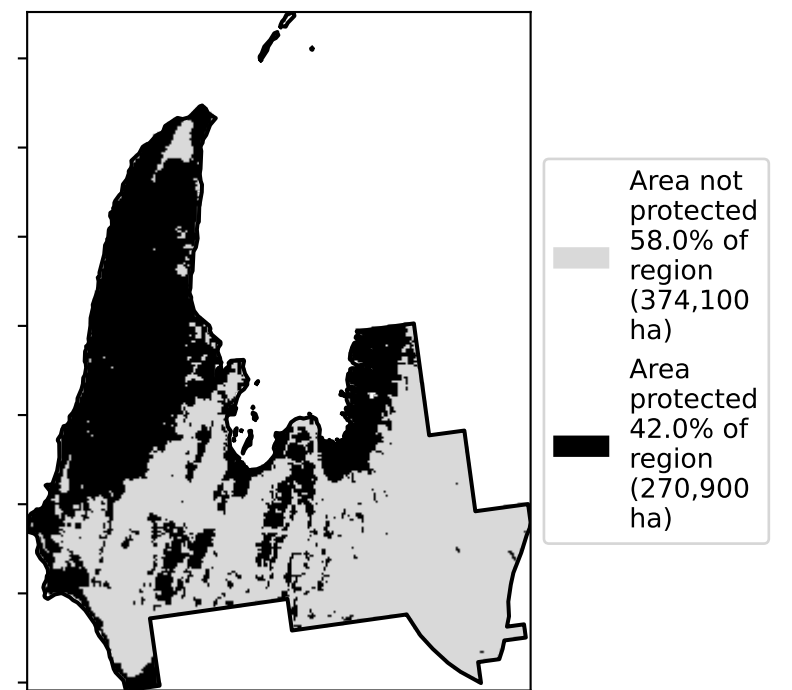 Area not
protected
58.0% of
region
(374,100
ha)
Area
protected
42.0% of
region
(270,900
ha)